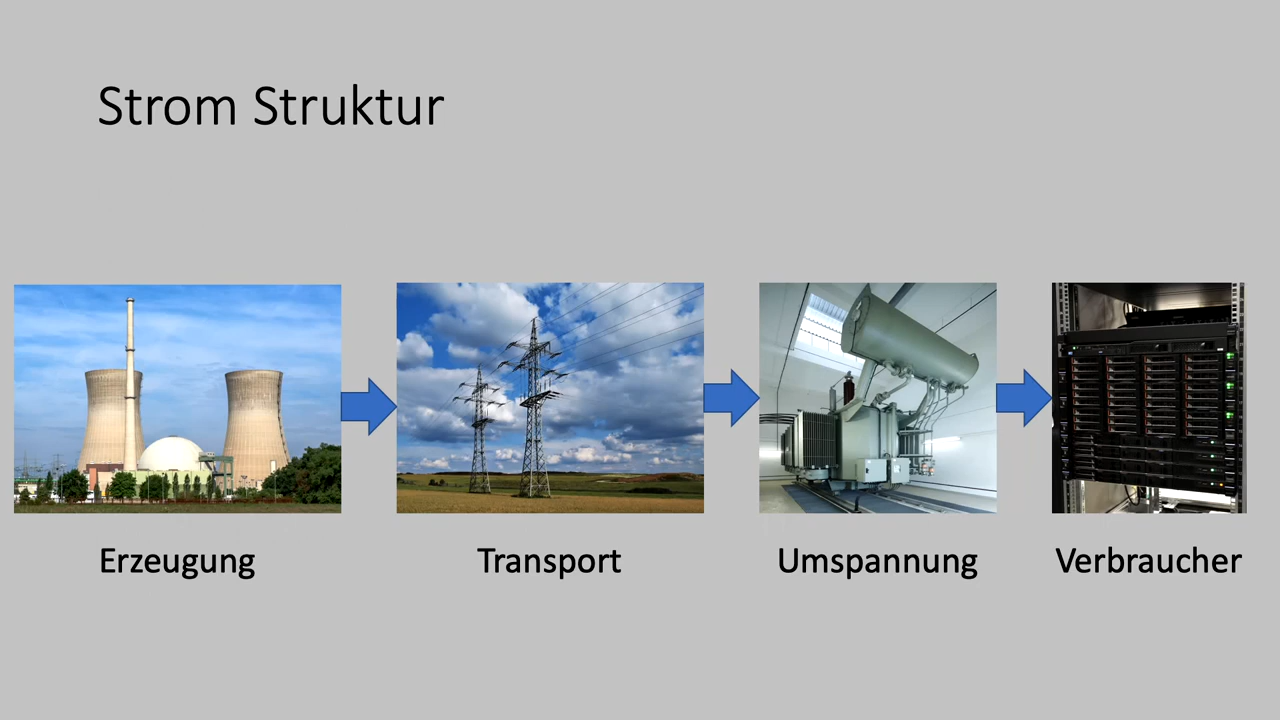 Strom Struktur
Erzeugung
Transport
Umspannung
Verbraucher